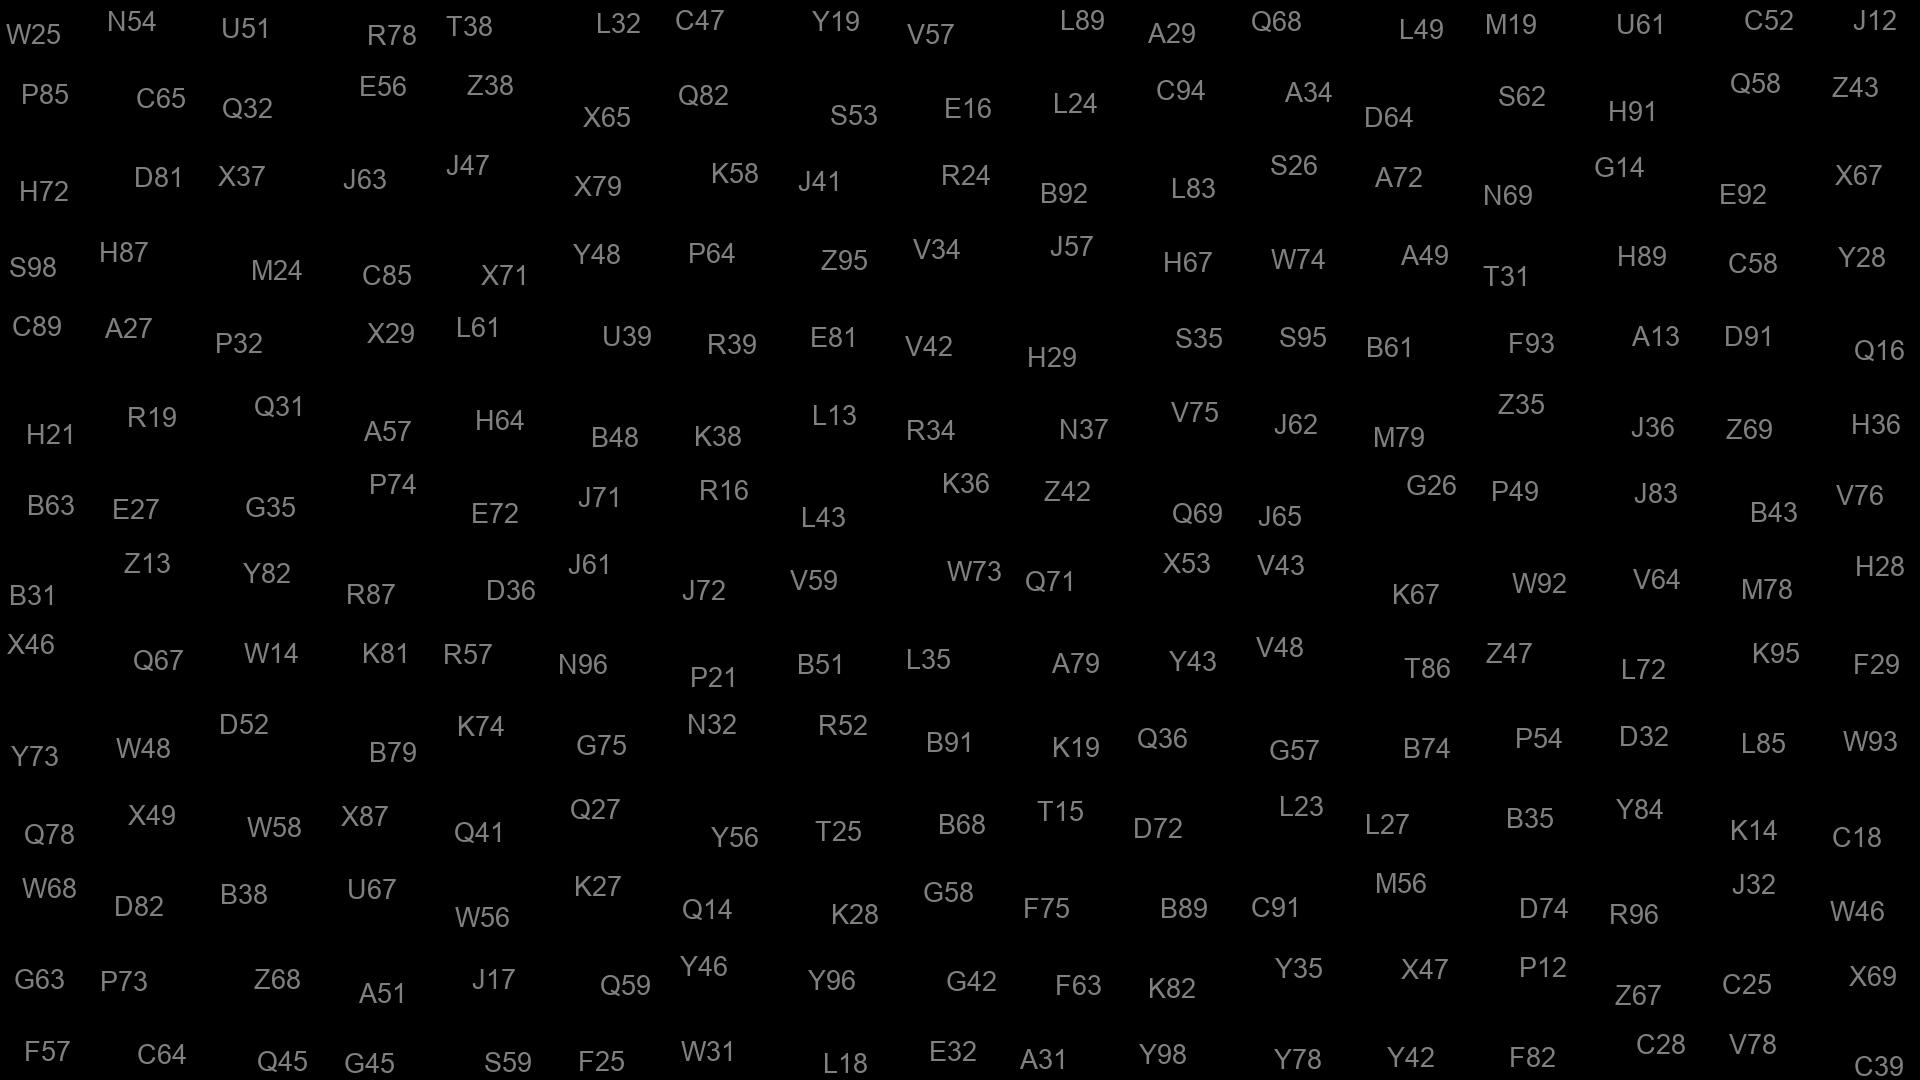 W25 N54 U51 R78 T38 L32 C47 Y19 V57 L89 A29 Q68 L49 M19 U61 C52 J12
P85 C65 Q32 E56 Z38 X65 Q82 S53 E16 L24 C94 A34 D64 S62 H91 Q58 Z43
H72 D81 X37 J63 J47 X79 K58 J41 R24 B92 L83 S26 A72 N69 G14 E92 X67
S98 H87 M24 C85 X71 Y48 P64 Z95 V34 J57 H67 W74 A49 T31 H89 C58 Y28
C89 A27 P32 X29 L61 U39 R39 E81 V42 H29 S35 S95 B61 F93 A13 D91 Q16
H21 R19 Q31 A57 H64 B48 K38 L13 R34 N37 V75 J62 M79 Z35 J36 Z69 H36
B63 E27 G35 P74 E72 J71 R16 L43 K36 Z42 Q69 J65 G26 P49 J83 B43 V76
B31 Z13 Y82 R87 D36 J61 J72 V59 W73 Q71 X53 V43 K67 W92 V64 M78 H28
X46 Q67 W14 K81 R57 N96 P21 B51 L35 A79 Y43 V48 T86 Z47 L72 K95 F29
Y73 W48 D52 B79 K74 G75 N32 R52 B91 K19 Q36 G57 B74 P54 D32 L85 W93
Q78 X49 W58 X87 Q41 Q27 Y56 T25 B68 T15 D72 L23 L27 B35 Y84 K14 C18
W68 D82 B38 U67 W56 K27 Q14 K28 G58 F75 B89 C91 M56 D74 R96 J32 W46
G63 P73 Z68 A51 J17 Q59 Y46 Y96 G42 F63 K82 Y35 X47 P12 Z67 C25 X69
F57 C64 Q45 G45 S59 F25 W31 L18 E32 A31 Y98 Y78 Y42 F82 C28 V78 C39